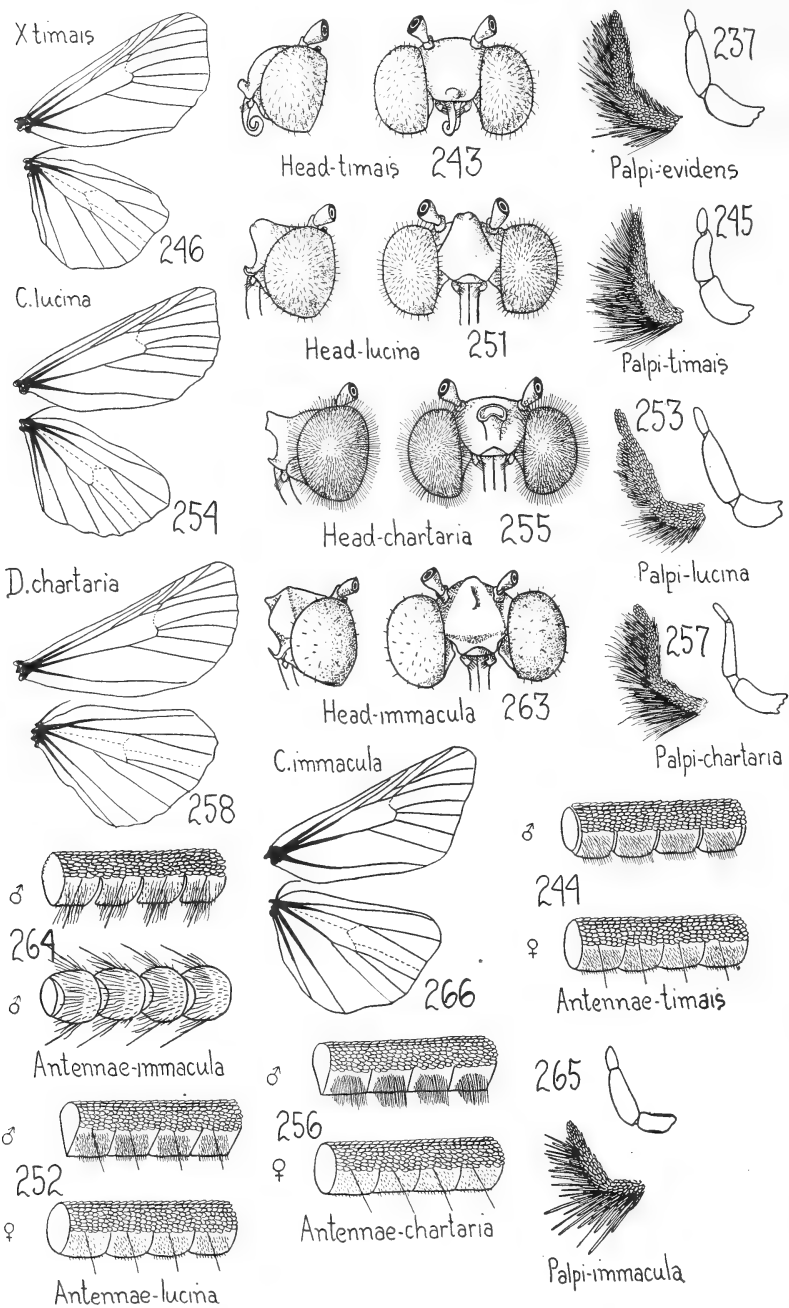 X timais
246
C. lucina
254
D. chartaria
258
♂
264
♂
Antennae-immacula
♂
252
♀
Antennae-lucina
Head-timais 243
Head-lucina 251
Head-chartaria 255
Head-immacula 263
C. immacula
266
♂
256
♀
Antennae-chartaria
237
Palpi-evidens
245
Palpi-timais
253
Palpi-lucina
257
Palpi-chartaria
♂
244
♀
Antennae-timais
265
Palpi-immacula